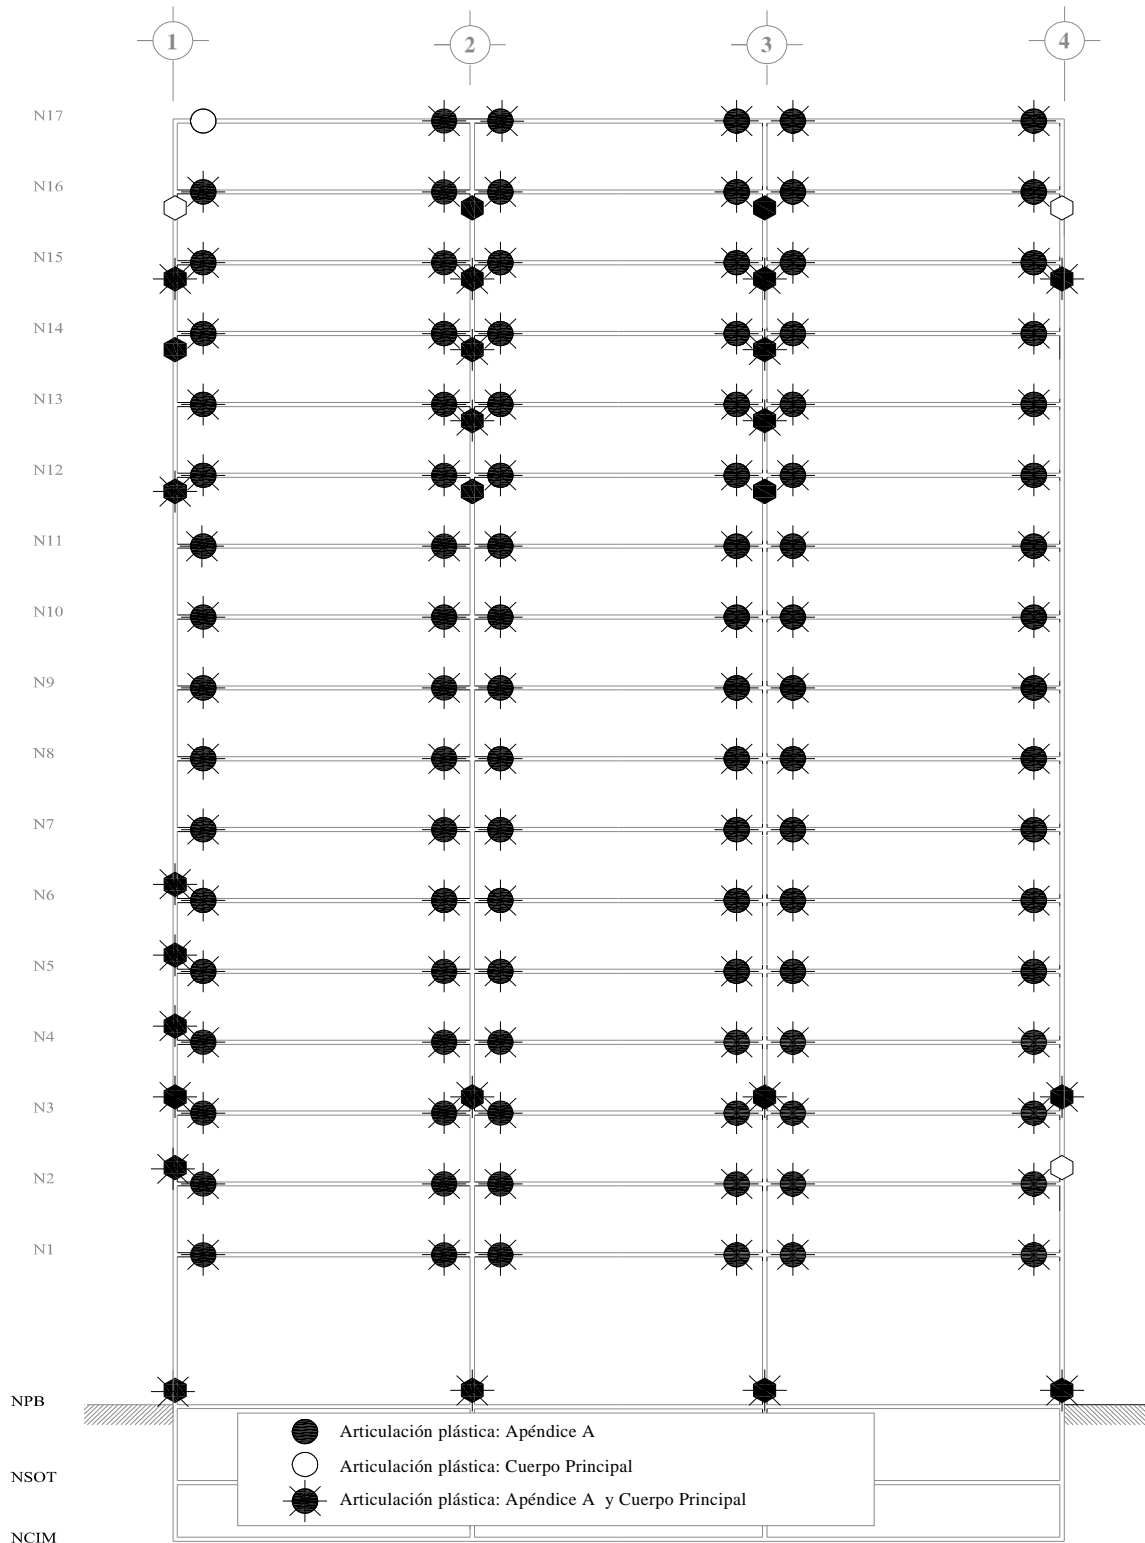 1
2
3
4
N17
N16
N15
N14
N13
N12
N11
N10
N9
N8
N7
N6
N5
N4
N3
N2
N1
NPB
Articulación plástica: Apéndice A
Articulación plástica: Cuerpo Principal
NSOT
Articulación plástica: Apéndice A y Cuerpo Principal
NCIM